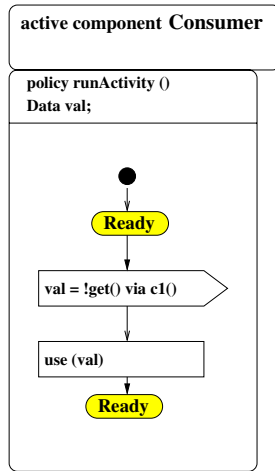 active component Consumer
policy runActivity ()
Data val;
Ready
val = !get() via c1()
use (val)
Ready